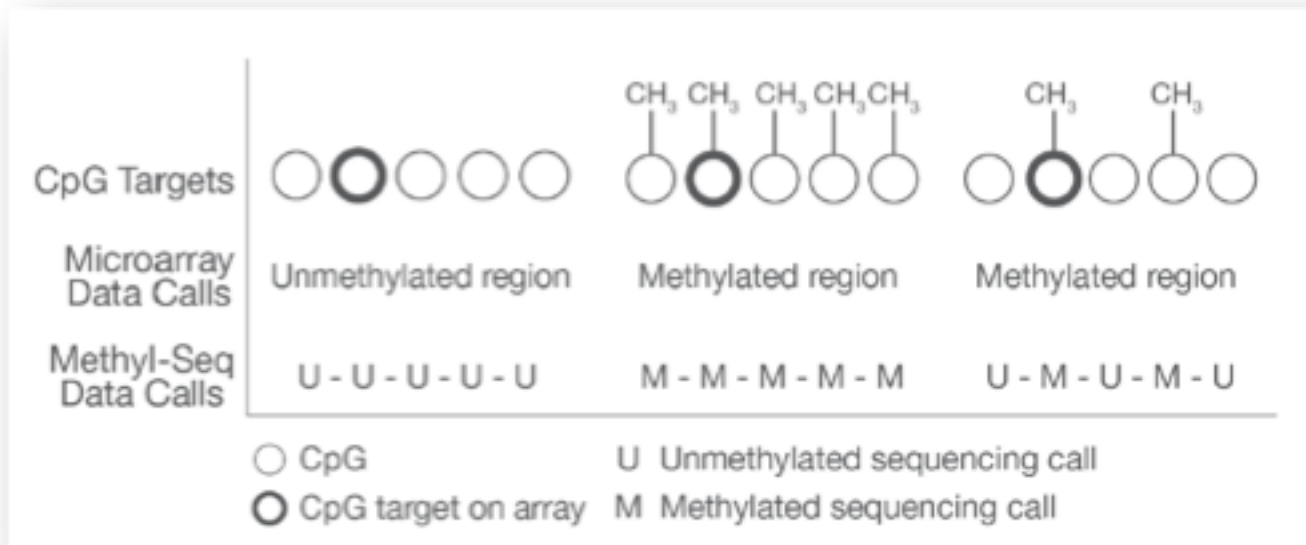 CH₃ CH₃ CH₃ CH₃ CH₃ CH₃ CH₃
CpG Targets
Microarray
Data Calls
Unmethylated region Methylated region Methylated region
Methyl-Seq
Data Calls
U - U - U - U - U M - M - M - M - M U - M - U - M - U
CpG U Unmethylated sequencing call
CpG target on array M Methylated sequencing call